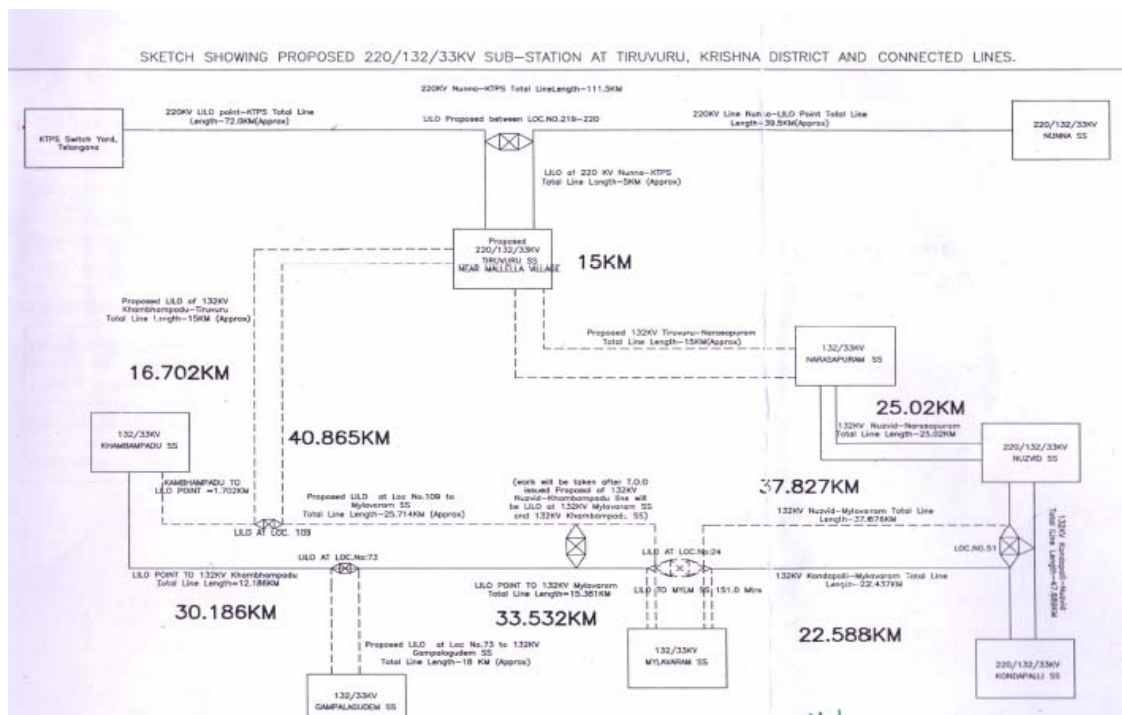 SKETCH SHOWING PROPOSED 220/132/33KV SUB-STATION AT TIRUVURU, KRISHNA DISTRICT AND CONNECTED LINES.
220KV Nunna-KTPS Total LineLength-111.5KM
220KV LILO point-KTPS Total Line
Length-72.0KM(Approx)
LILO Proposed between LOC.NO.219-220
220KV Line Nunna-LILO Point Total Line
Length-39.5KM(Approx)
KTPS Switch Yard,
Telangana
220/132/33KV
NUNNA SS
LILO of 220 KV Nunna-KTPS
Total Line Length-5KM (Approx)
Proposed
220/132/33KV
TIRUVURU SS
NEAR MALLELLA VILLAGE
15KM
Proposed LILO of 132KV
Khambhampadu-Tiruvuru
Total Line Length-15KM (Approx)
Proposed 132KV Tiruvuru-Narasapuram
Total Line Length-15KM(Approx)
132/33KV
NARASAPURAM SS
16.702KM
25.02KM
132/33KV
KHAMBAMPADU SS
40.865KM
132KV Nuzvid-Narasapuram
Total Line Length-25.02KM
220/132/33KV
NUZVID SS
KAMBHAMPADU TO
LILO POINT =1.702KM
Proposed LILO at Loc No.109 to
Mylavaram SS
Total Line Length-25.714KM (Approx)
(work will be taken after T.O.O
issued Proposal of 132KV
Nuzvid-Khambampadu line will
be LILO at 132KV Mylavaram SS
and 132KV Khambampadu SS)
37.827KM
132KV Nuzvid-Mylavaram Total Line
LILO AT LOC. 109
LOC.NO.51
132KV Kondapalli-Nuzvid
LILO AT LOC.No:73
LILO AT LOC.No:24
LILO POINT TO 132KV Khambhampadu
Total Line Length=12.186KM
LILO POINT TO 132KV Mylavaram
Total Line Length=15.381KM
LILO TO MYLM SS 151.0 Mtrs
132KV Kondapalli-Mylavaram Total Line
Length-22.437KM
30.186KM
33.532KM
22.588KM
Proposed LILO at Loc No.73 to 132KV
Gampalagudem SS
Total Line Length-18 KM (Approx)
132/33KV
MYLAVARAM SS
220/132/33KV
KONDAPALLI SS
132/33KV
GAMPALAGUDEM SS